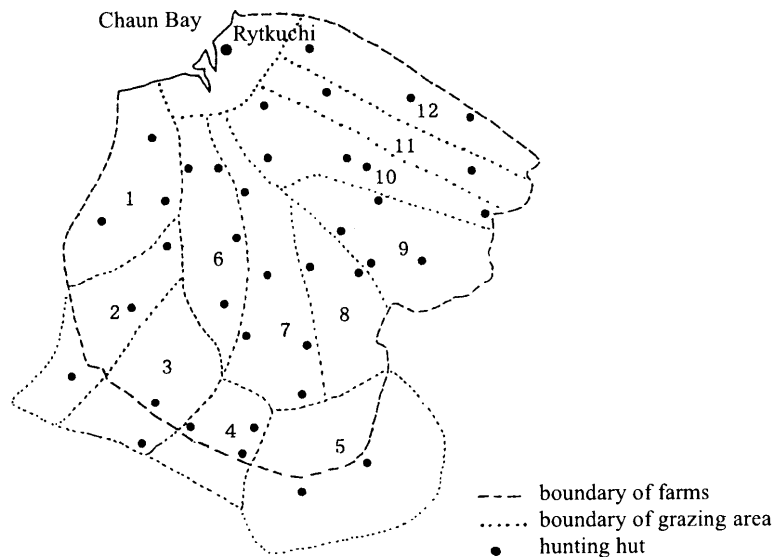 Chaun Bay
Rytkuchi
12
11
10
1
9
6
2
8
7
3
4
5
boundary of farms
boundary of grazing area
hunting hut